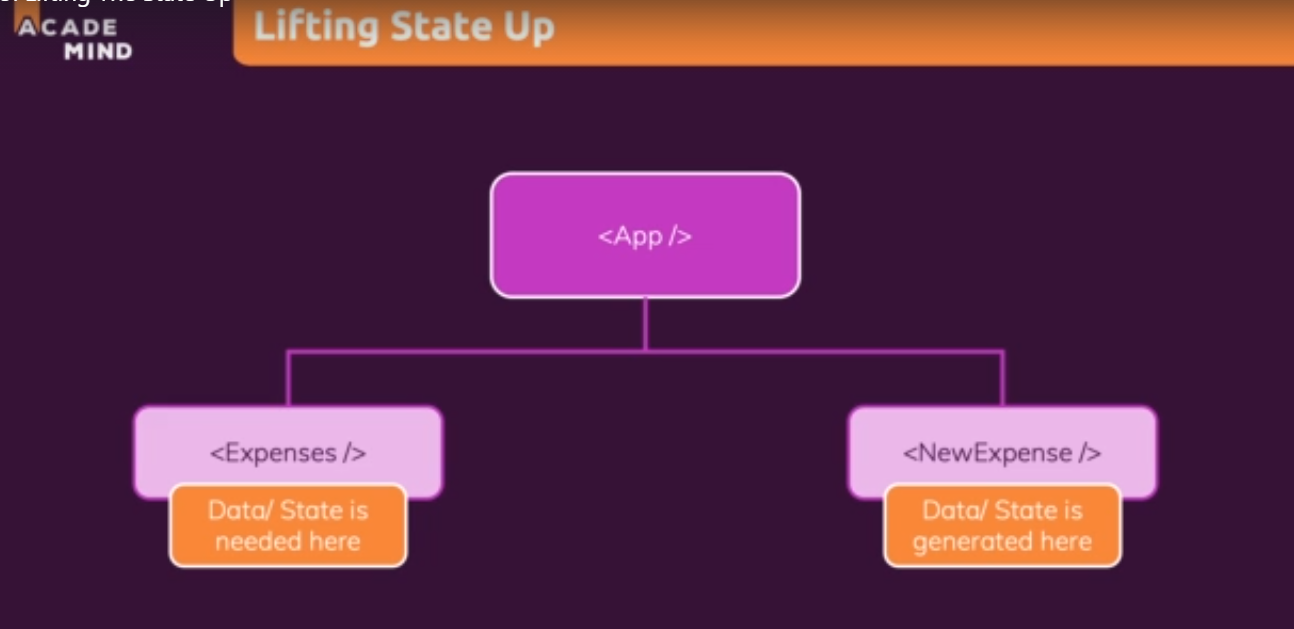 Lifting The State Up
ACADE
MIND
Lifting State Up
<App />
<Expenses />
Data/ State is
needed here
<NewExpense />
Data/ State is
generated here